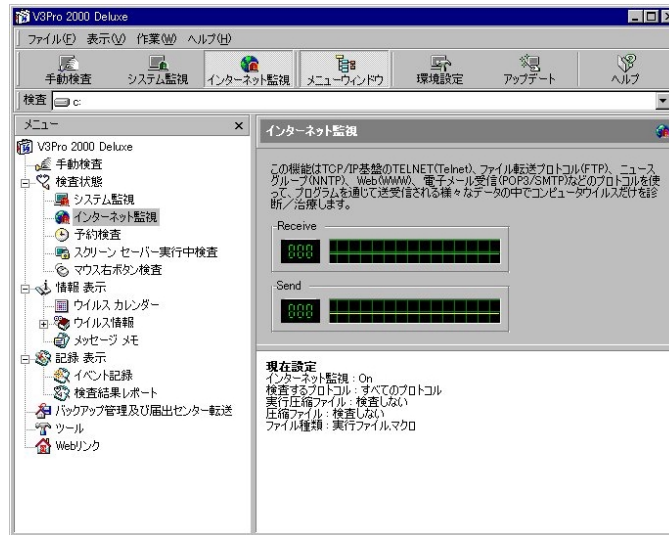 V3Pro 2000 Deluxe
ファイル(F) 表示(V) 作業(W) ヘルプ(H)
手動検査 システム監視 インターネット監視 メニューウィンドウ 環境設定 アップデート ヘルプ
検査 c:
メニュー
V3Pro 2000 Deluxe
手動検査
検査状態
システム監視
インターネット監視
予約検査
スクリーン セーバー実行中検査
マウス右ボタン検査
情報 表示
ウイルス カレンダー
ウイルス情報
メッセージ メモ
記録 表示
イベント記録
検査結果レポート
バックアップ管理及び届出センター転送
ツール
Webリンク
インターネット監視
この機能はTCP/IP基盤のTELNET(Telnet)、ファイル転送プロトコル(FTP)、ニュース
グループ(NNTP)、Web(WWW)、電子メール受信(POP3/SMTP)などのプロトコルを使
って、プログラムを通じて送受信される様々なデータの中でコンピュータウイルスだけを診
断／治療します。
Receive
000
Send
000
現在設定
インターネット監視 : On
検査するプロトコル : すべてのプロトコル
実行圧縮ファイル : 検査しない
圧縮ファイル : 検査しない
ファイル種類 : 実行ファイル,マクロ